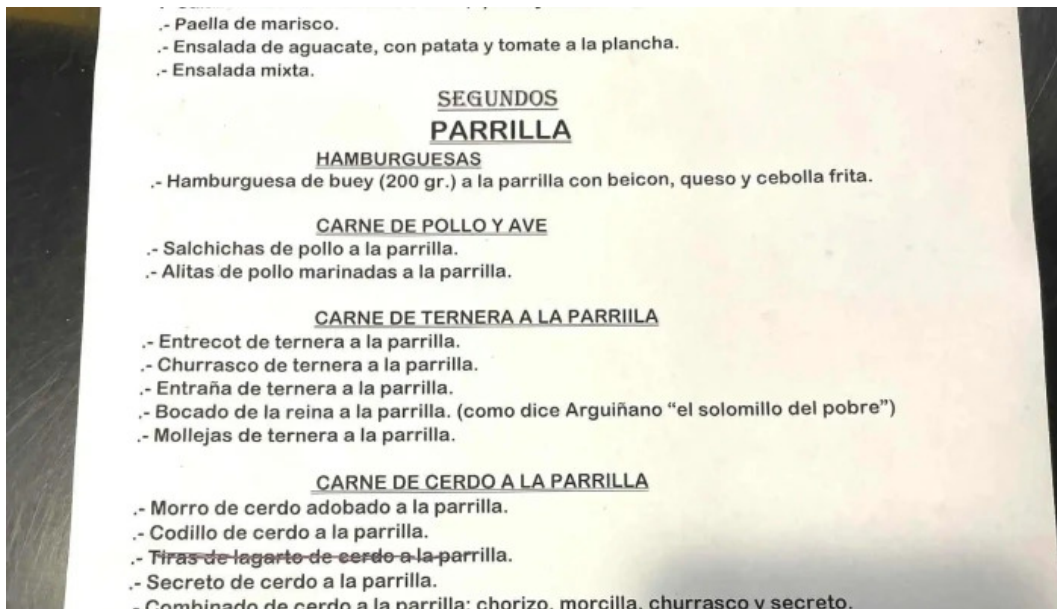 .- Paella de marisco.
.- Ensalada de aguacate, con patata y tomate a la plancha.
.- Ensalada mixta.
SEGUNDOS
PARRILLA
HAMBURGUESAS
.- Hamburguesa de buey (200 gr.) a la parrilla con beicon, queso y cebolla frita.
CARNE DE POLLO Y AVE
.- Salchichas de pollo a la parrilla.
.- Alitas de pollo marinadas a la parrilla.
CARNE DE TERNERA A LA PARRIILA
.- Entrecot de ternera a la parrilla.
.- Churrasco de ternera a la parrilla.
.- Entraña de ternera a la parrilla.
.- Bocado de la reina a la parrilla. (como dice Arguiñano “el solomillo del pobre”)
.- Mollejas de ternera a la parrilla.
CARNE DE CERDO A LA PARRILLA
.- Morro de cerdo adobado a la parrilla.
.- Codillo de cerdo a la parrilla.
.- Tiras de lagarto de cerdo a la parrilla.
.- Secreto de cerdo a la parrilla.
.- Combinado de cerdo a la parrilla: chorizo, morcilla, churrasco y secreto.